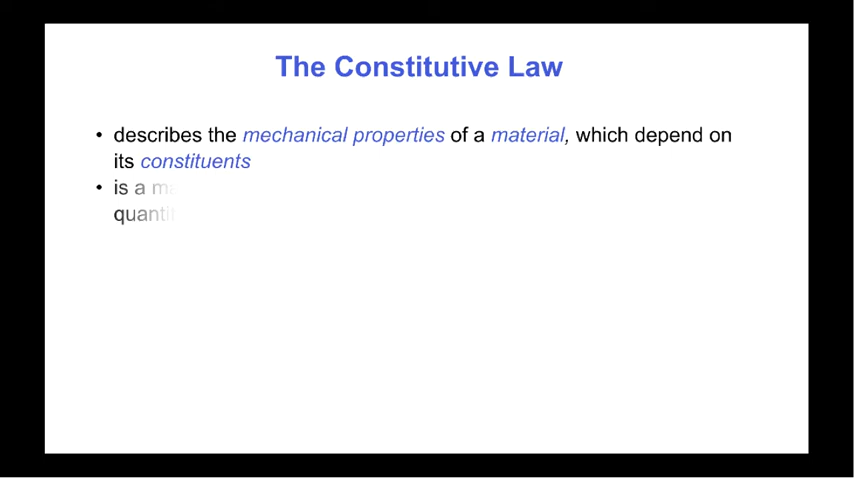 The Constitutive Law
• describes the mechanical properties of a material, which depend on
its constituents
• is a